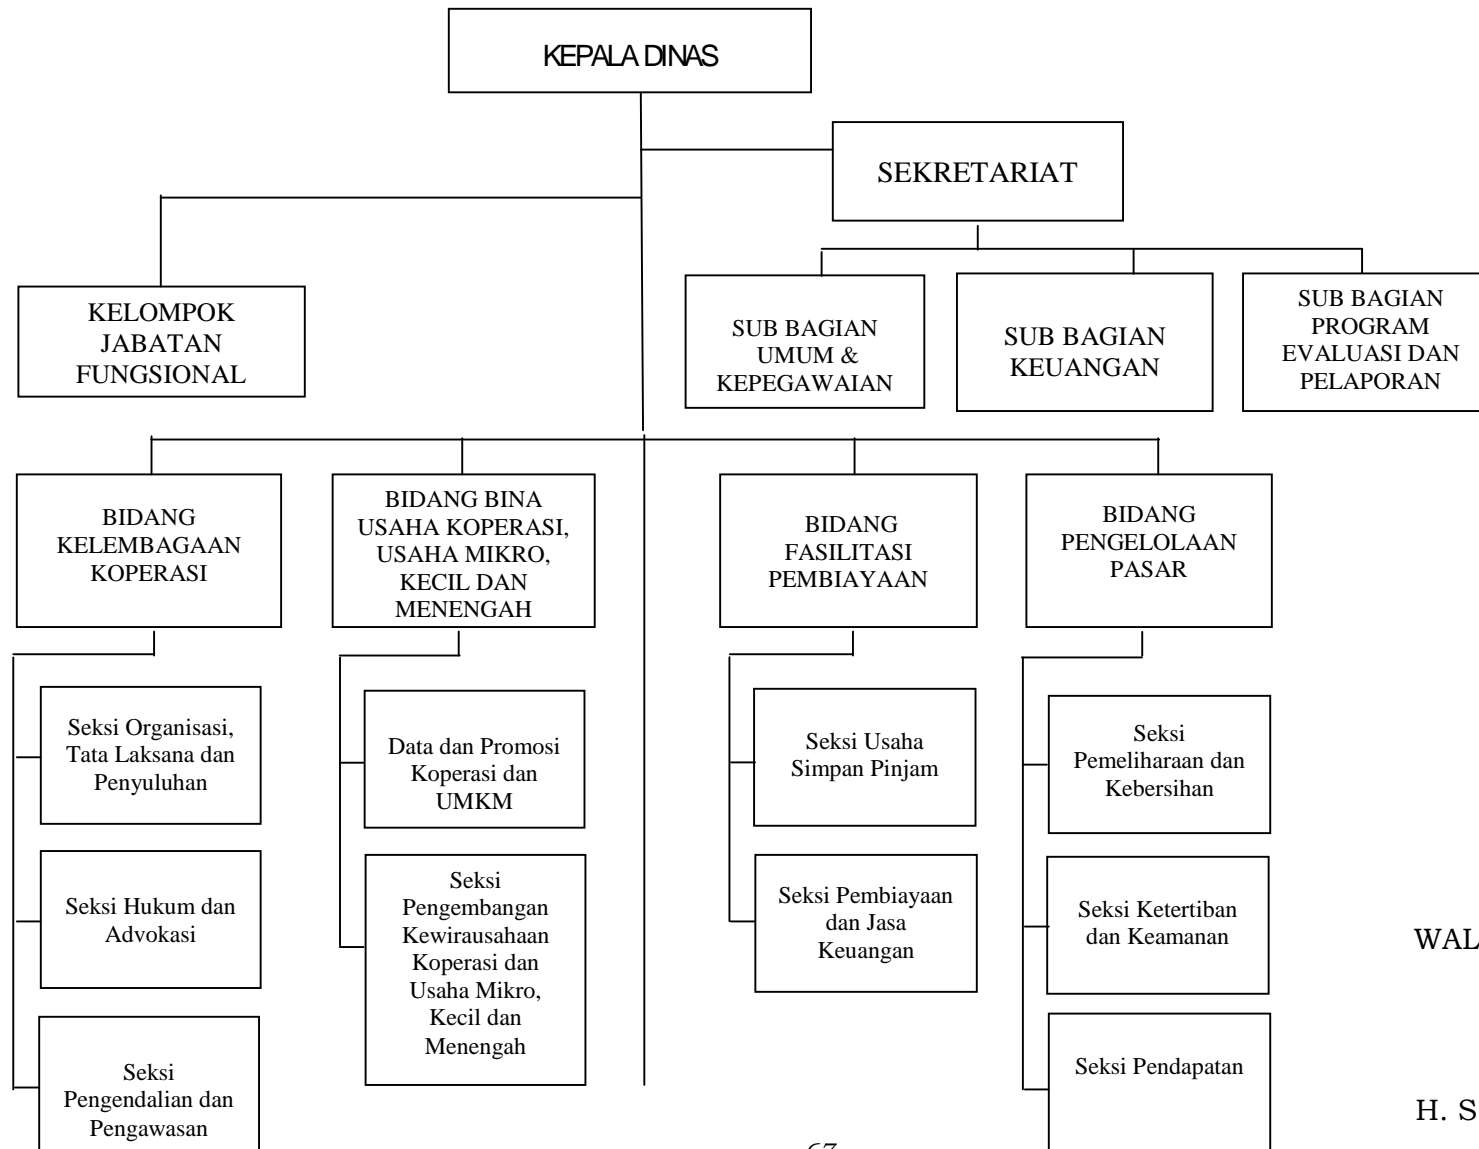 KEPALA DINAS
SEKRETARIAT
KELOMPOK
JABATAN
FUNGSIONAL
SUB BAGIAN
UMUM &
KEPEGAWAIAN
SUB BAGIAN
KEUANGAN
SUB BAGIAN
PROGRAM
EVALUASI DAN
PELAPORAN
BIDANG
KELEMBAGAAN
KOPERASI
BIDANG BINA
USAHA KOPERASI,
USAHA MIKRO,
KECIL DAN
MENENGAH
BIDANG
FASILITASI
PEMBIAYAAN
BIDANG
PENGELOLAAN
PASAR
Seksi Organisasi,
Tata Laksana dan
Penyuluhan
Seksi Hukum dan
Advokasi
Seksi
Pengendalian dan
Pengawasan
Data dan Promosi
Koperasi dan
UMKM
Seksi
Pengembangan
Kewirausahaan
Koperasi dan
Usaha Mikro,
Kecil dan
Menengah
Seksi Usaha
Simpan Pinjam
Seksi Pembiayaan
dan Jasa
Keuangan
Seksi
Pemeliharaan dan
Kebersihan
Seksi Ketertiban
dan Keamanan
Seksi Pendapatan
WAL
H. S